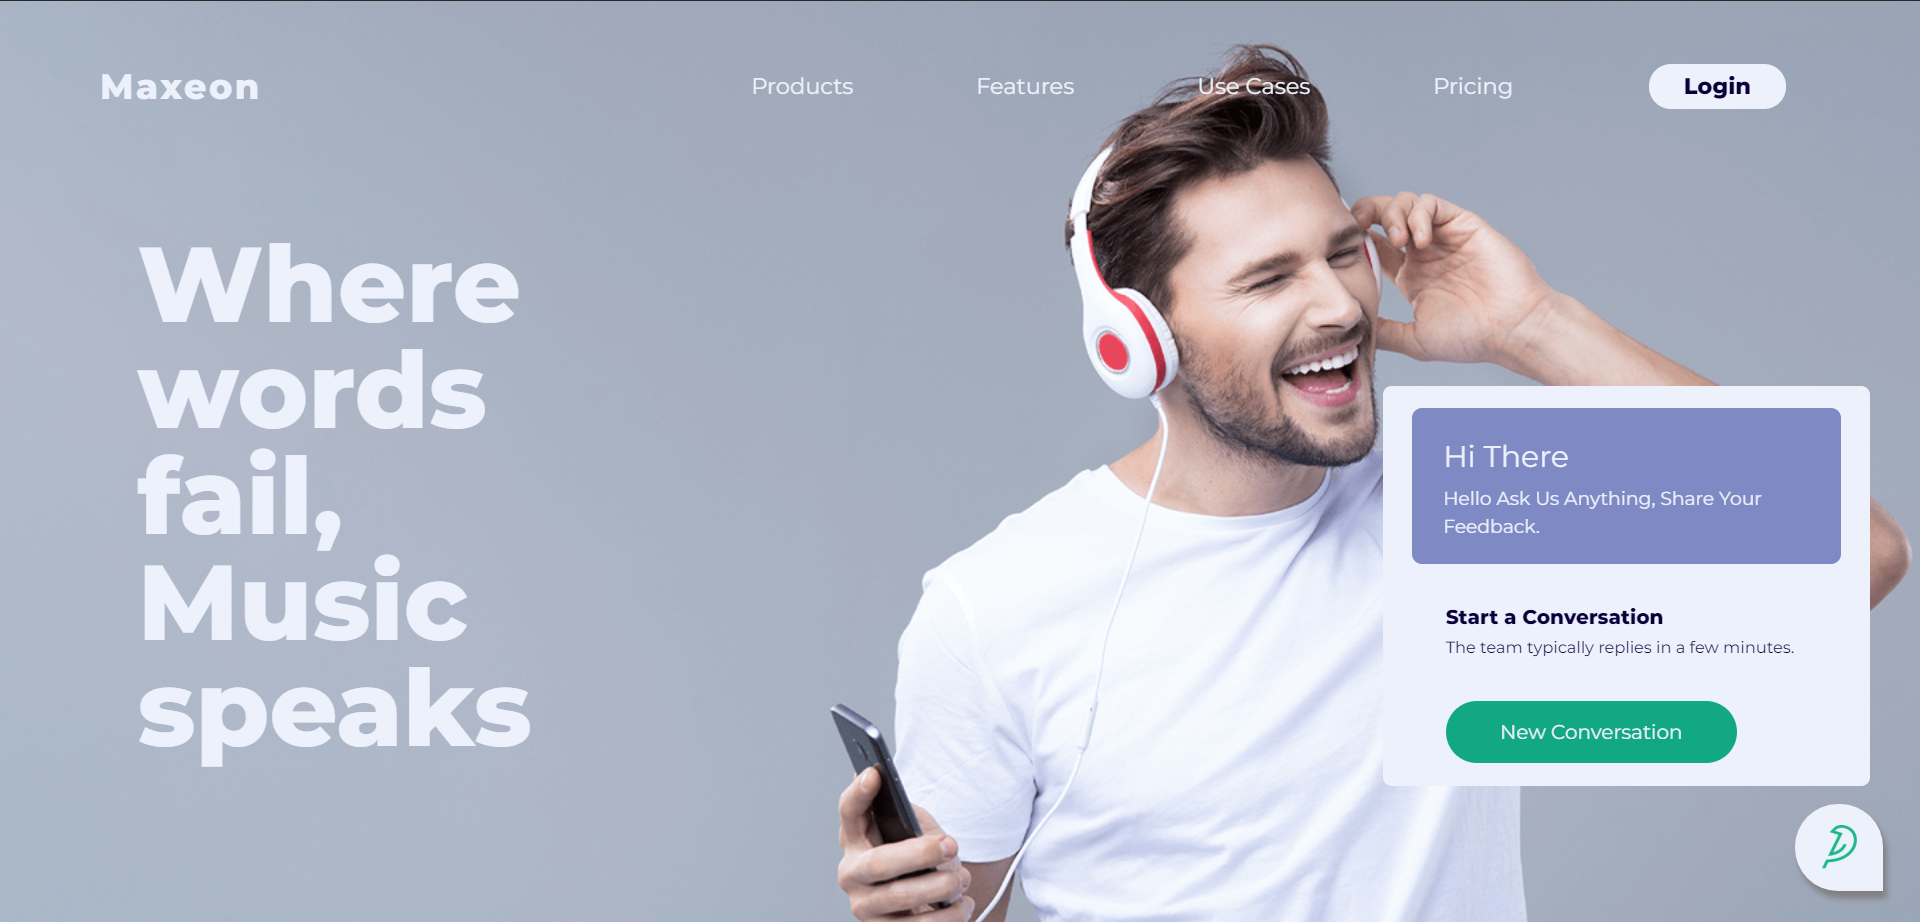 Maxeon
Products
Features
Use Cases
Pricing
Login
Where
words
fail,
Music
speaks
Hi There
Hello Ask Us Anything, Share Your
Feedback.
Start a Conversation
The team typically replies in a few minutes.
New Conversation